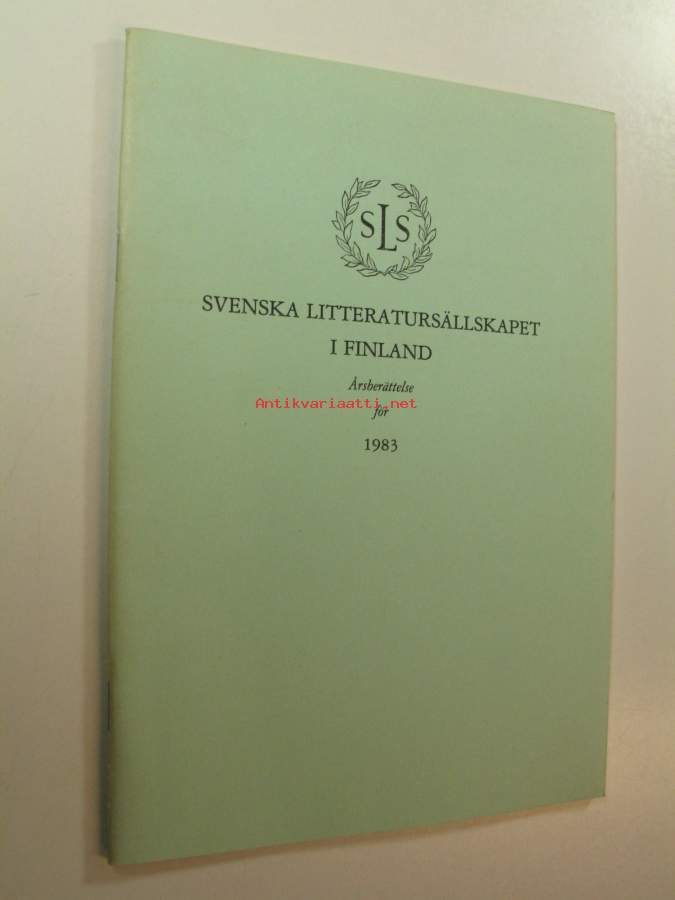 SLS
SVENSKA LITTERATURSÄLLSKAPET
I FINLAND
Årsberättelse
Antikvariaatti.net
för
1983